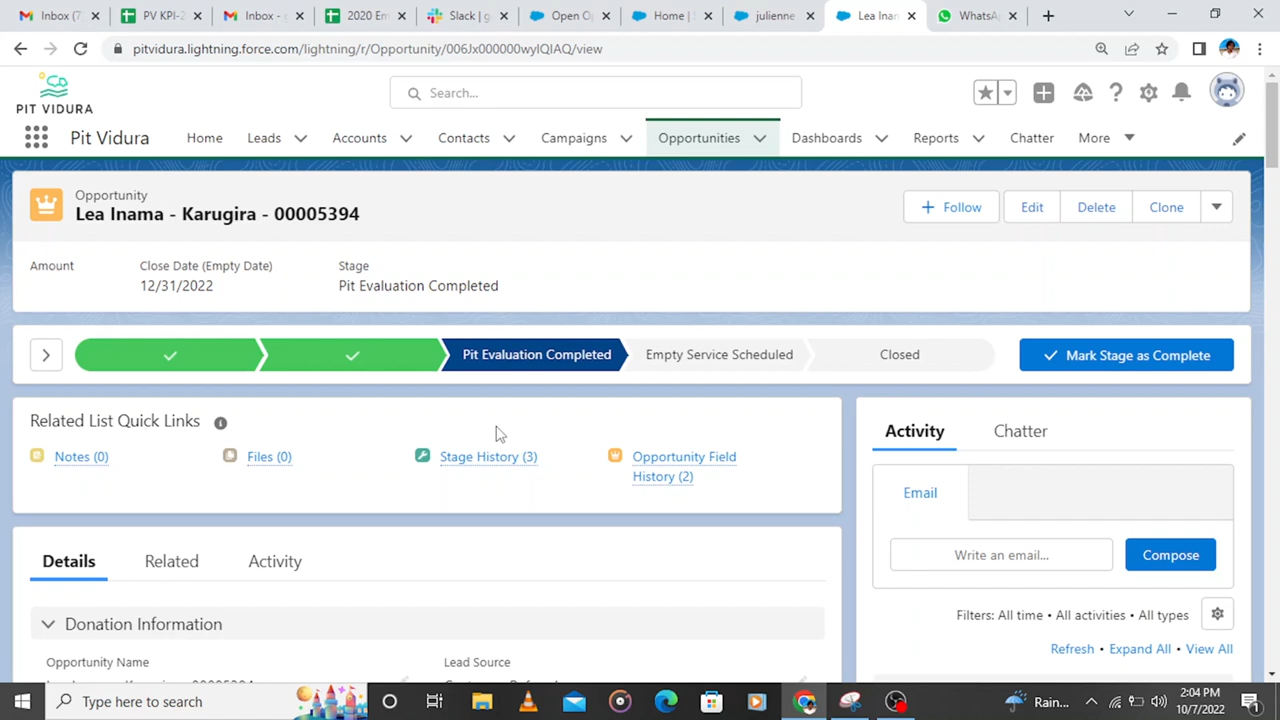 Inbox (7
PV KPI-2
Inbox - g
2020 Em
Slack | g
Open Op
Home | S
julienne
Lea Inam
WhatsA
pitvidura.lightning.force.com/lightning/r/Opportunity/006Jx000000wyIQIAQ/view
PIT VIDURA
Search...
Pit Vidura
Home
Leads
Accounts
Contacts
Campaigns
Opportunities
Dashboards
Reports
Chatter
More
Opportunity
Lea Inama - Karugira - 00005394
+ Follow
Edit
Delete
Clone
Amount
Close Date (Empty Date)
Stage
12/31/2022
Pit Evaluation Completed
Pit Evaluation Completed
Empty Service Scheduled
Closed
Mark Stage as Complete
Related List Quick Links
Notes (0)
Files (0)
Stage History (3)
Opportunity Field
History (2)
Activity
Chatter
Email
Write an email...
Compose
Details
Related
Activity
Filters: All time • All activities • All types
Donation Information
Refresh • Expand All • View All
Opportunity Name
Lead Source
Type here to search
Rain...
2:04 PM
10/7/2022
1